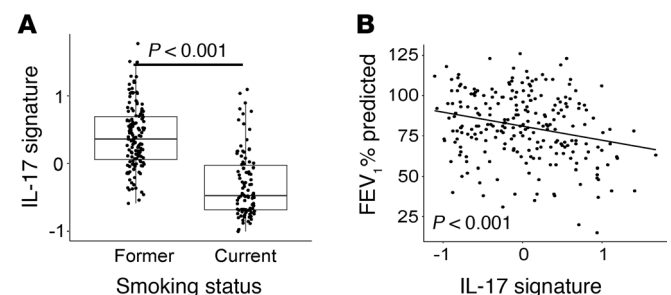 A
P < 0.001
IL-17 signature
1
0
-1
Former Current
Smoking status
B
FEV1% predicted
125
100
75
50
25
P < 0.001
-1 0 1
IL-17 signature